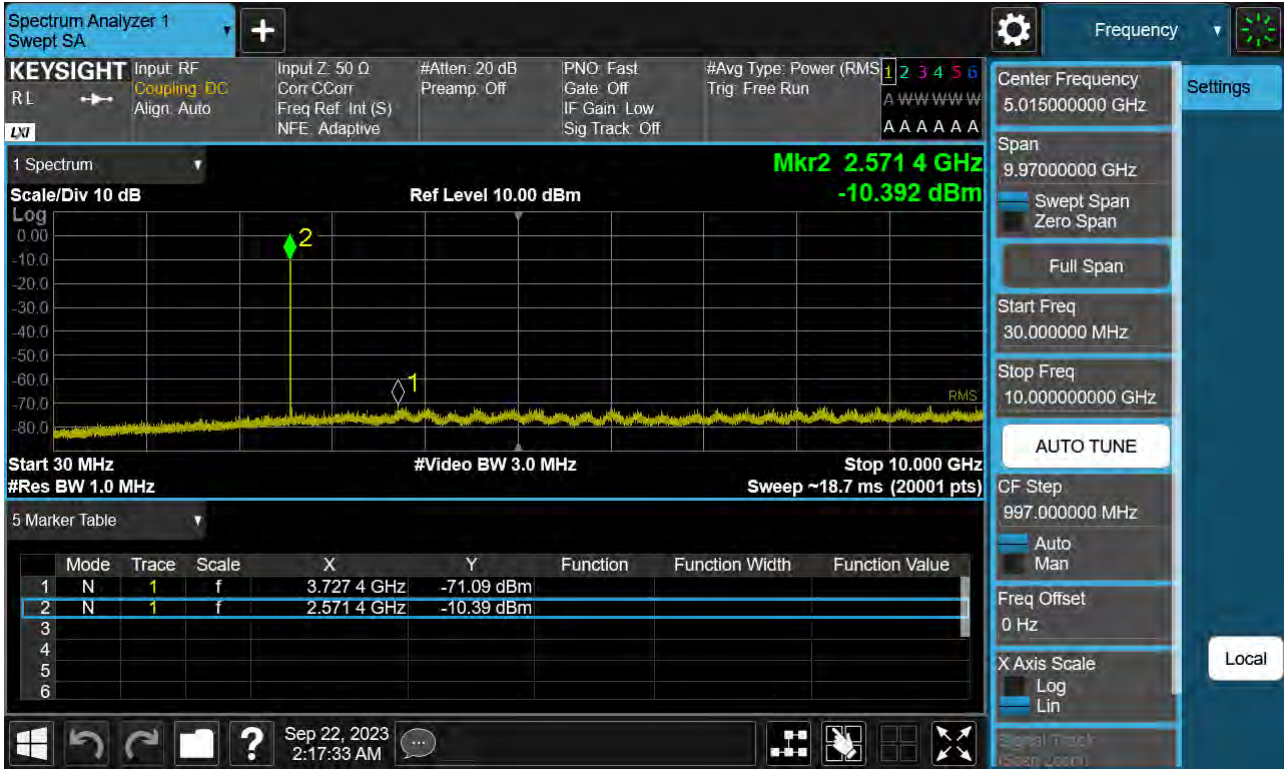 Spectrum Analyzer 1
Swept SA
Frequency
KEYSIGHT
RL
LXI
Input: RF
Coupling: DC
Align: Auto
Input Z: 50 Ω
Corr CCorr
Freq Ref: Int (S)
NFE: Adaptive
#Atten: 20 dB
Preamp: Off
PNO: Fast
Gate: Off
IF Gain: Low
Sig Track: Off
#Avg Type: Power (RMS
Trig: Free Run
1 2 3 4 5 6
A W W W W W
A A A A A A
1 Spectrum
Scale/Div 10 dB
Ref Level 10.00 dBm
Mkr2 2.571 4 GHz
-10.392 dBm
Log
0.00
-10.0
-20.0
-30.0
-40.0
-50.0
-60.0
-70.0
-80.0
2
1
RMS
Start 30 MHz
#Video BW 3.0 MHz
Stop 10.000 GHz
#Res BW 1.0 MHz
Sweep ~18.7 ms (20001 pts)
5 Marker Table
Mode Trace Scale X Y Function Function Width Function Value
1 N 1 f 3.727 4 GHz -71.09 dBm
2 N 1 f 2.571 4 GHz -10.39 dBm
3
4
5
6
Sep 22, 2023
2:17:33 AM
Center Frequency
5.015000000 GHz
Span
9.97000000 GHz
Swept Span
Zero Span
Full Span
Start Freq
30.000000 MHz
Stop Freq
10.000000000 GHz
AUTO TUNE
CF Step
997.000000 MHz
Auto
Man
Freq Offset
0 Hz
X Axis Scale
Log
Lin
Signal Track
(Span Zoom)
Settings
Local